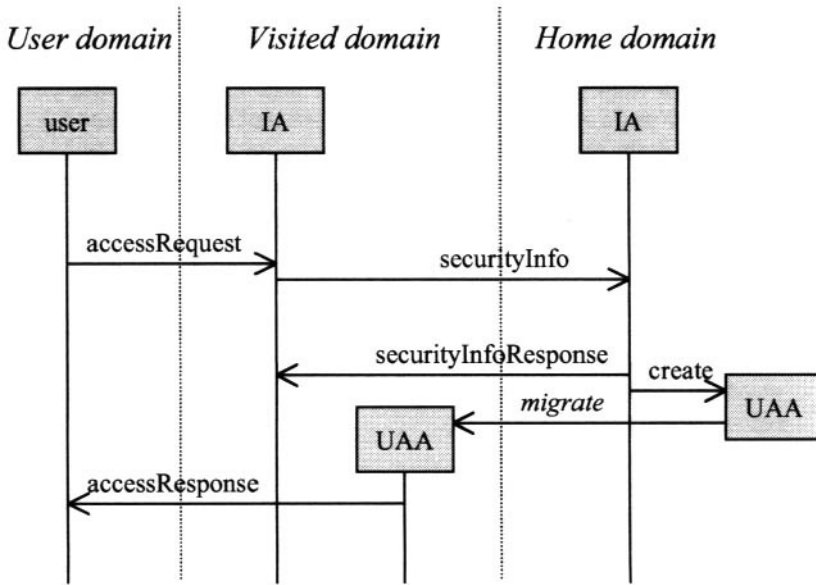 User domain
Visited domain
Home domain
user
IA
IA
accessRequest
securityInfo
securityInfoResponse
create
migrate
UAA
UAA
accessResponse